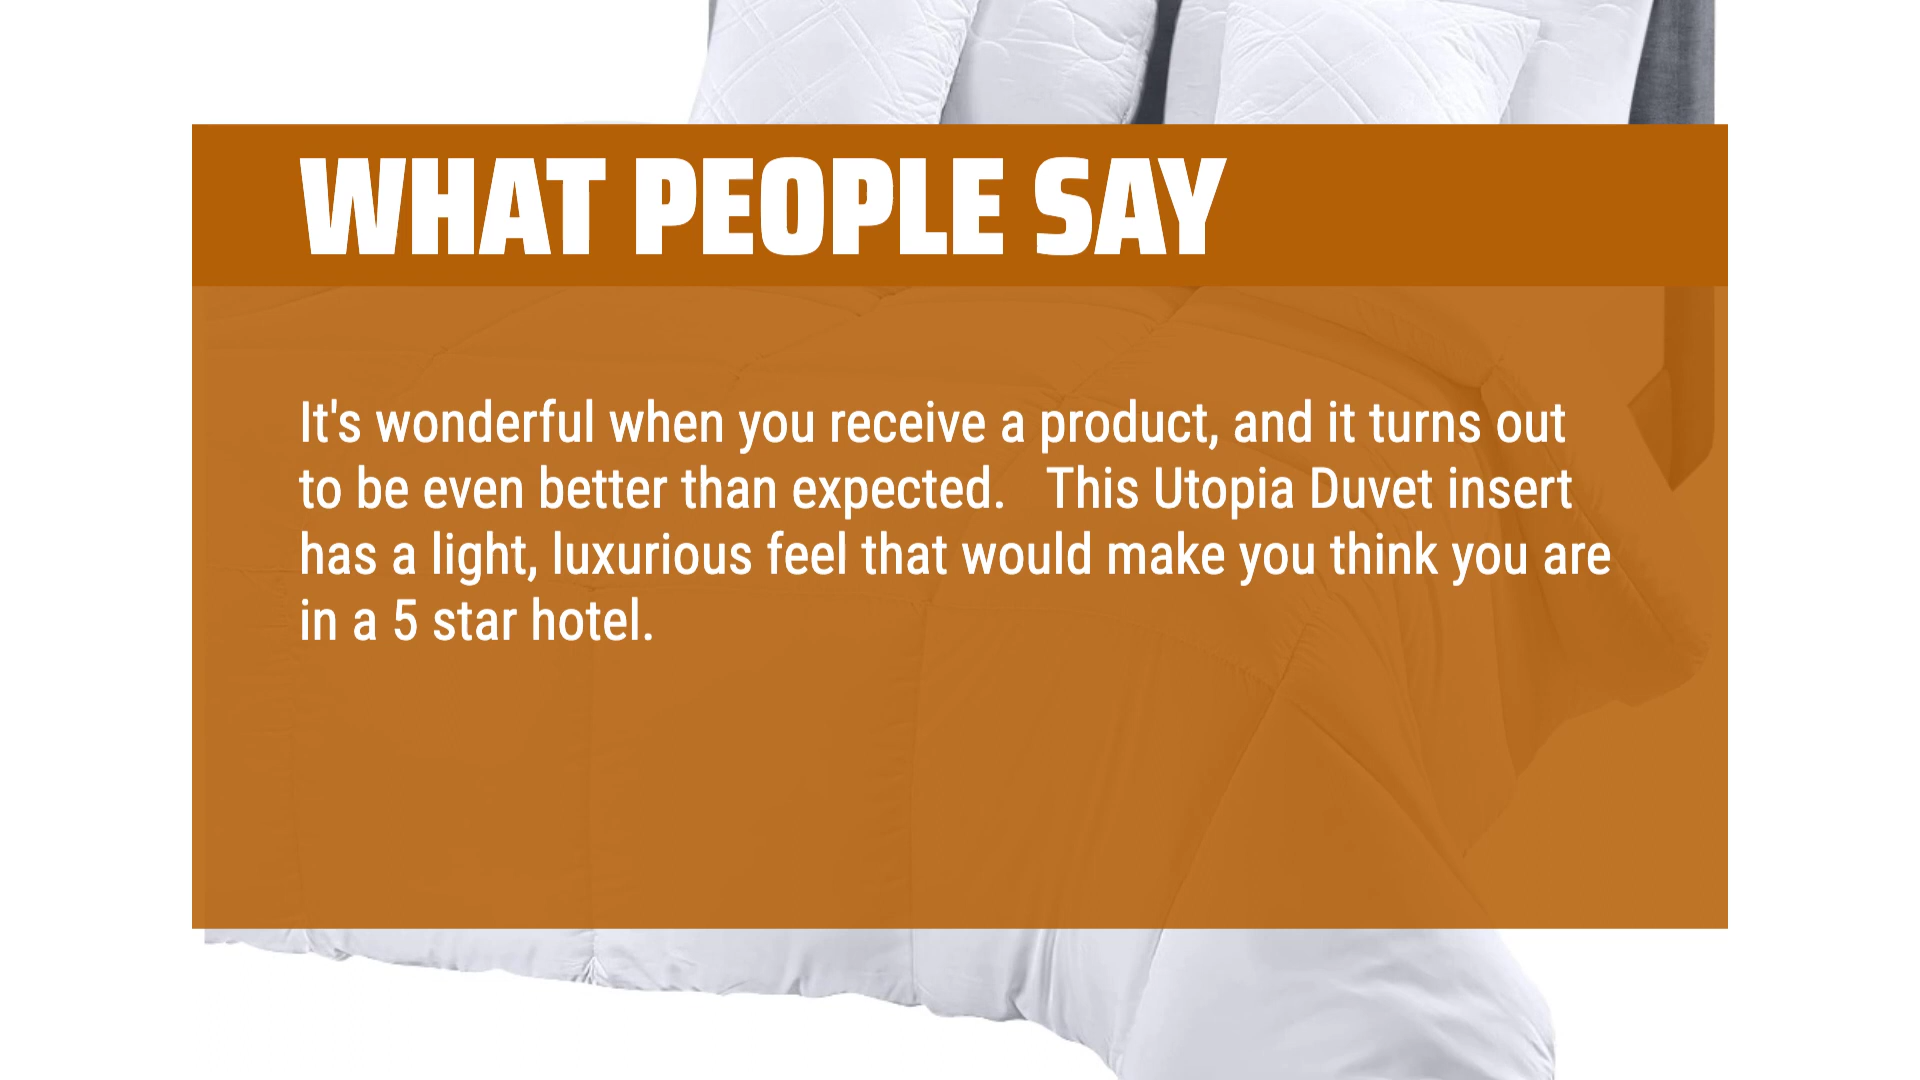 WHAT PEOPLE SAY
It's wonderful when you receive a product, and it turns out
to be even better than expected.   This Utopia Duvet insert
has a light, luxurious feel that would make you think you are
in a 5 star hotel.